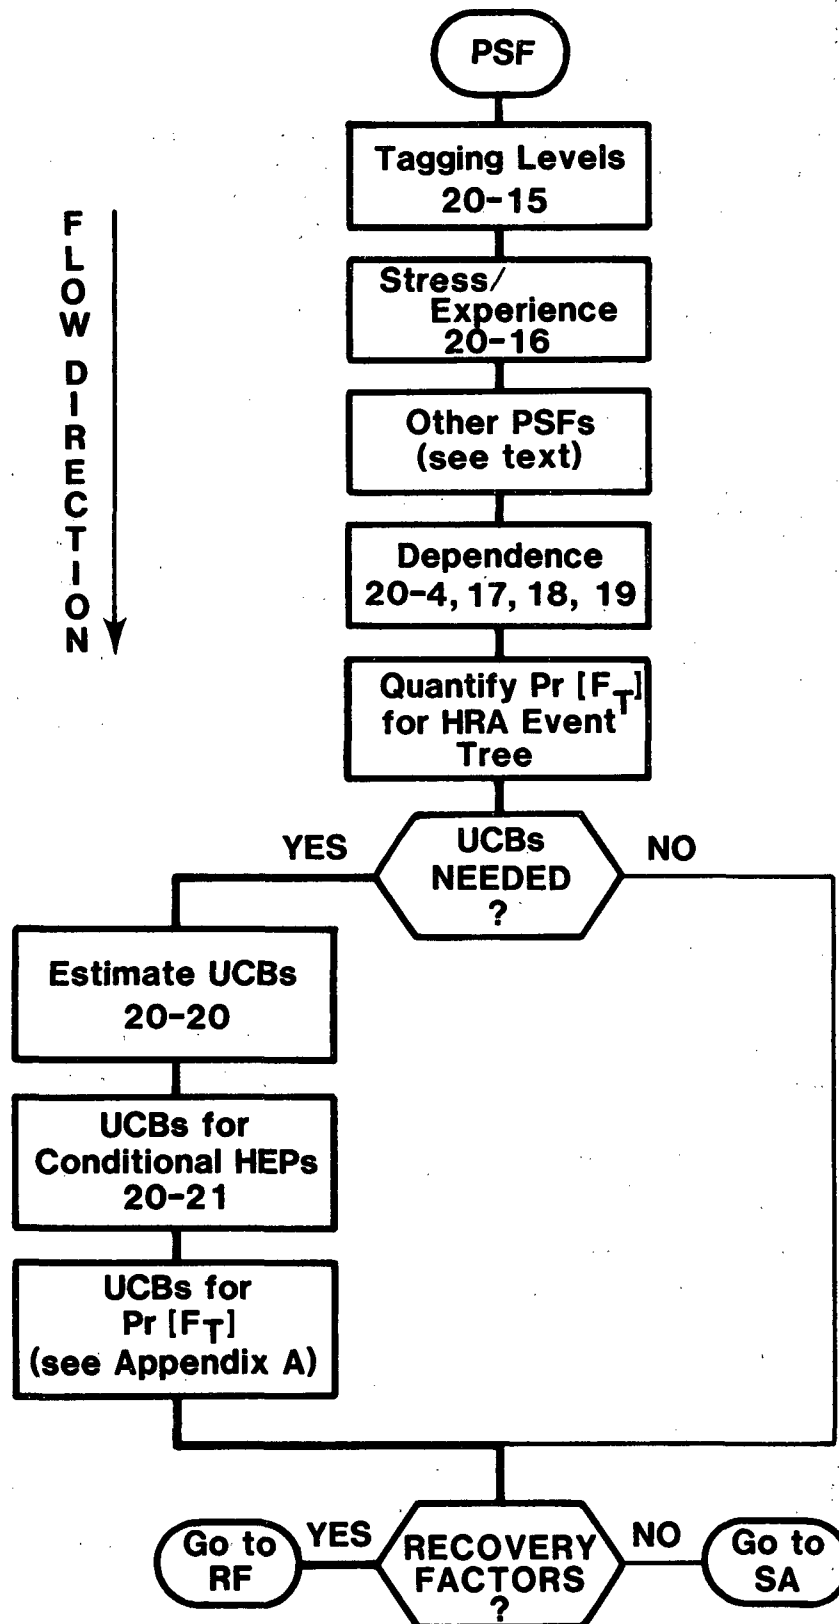 PSF
Tagging Levels
20-15
FLOW DIRECTION
Stress/
Experience
20-16
Other PSFs
(see text)
Dependence
20-4, 17, 18, 19
Quantify Pr [FT]
for HRA Event
Tree
YES
UCBs
NEEDED
?
NO
Estimate UCBs
20-20
UCBs for
Conditional HEPs
20-21
UCBs for
Pr [FT]
(see Appendix A)
Go to
RF
YES
RECOVERY
FACTORS
?
NO
Go to
SA